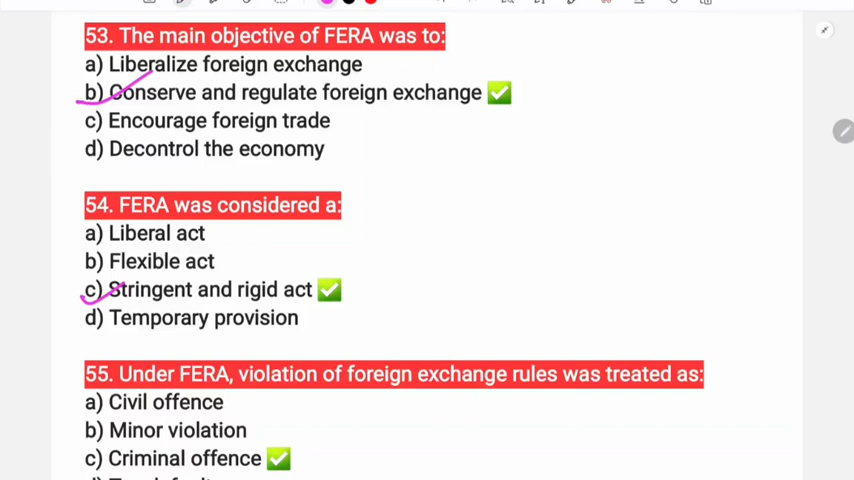 53. The main objective of FERA was to:
a) Liberalize foreign exchange
b) Conserve and regulate foreign exchange ✅
c) Encourage foreign trade
d) Decontrol the economy
54. FERA was considered a:
a) Liberal act
b) Flexible act
c) Stringent and rigid act ✅
d) Temporary provision
55. Under FERA, violation of foreign exchange rules was treated as:
a) Civil offence
b) Minor violation
c) Criminal offence ✅